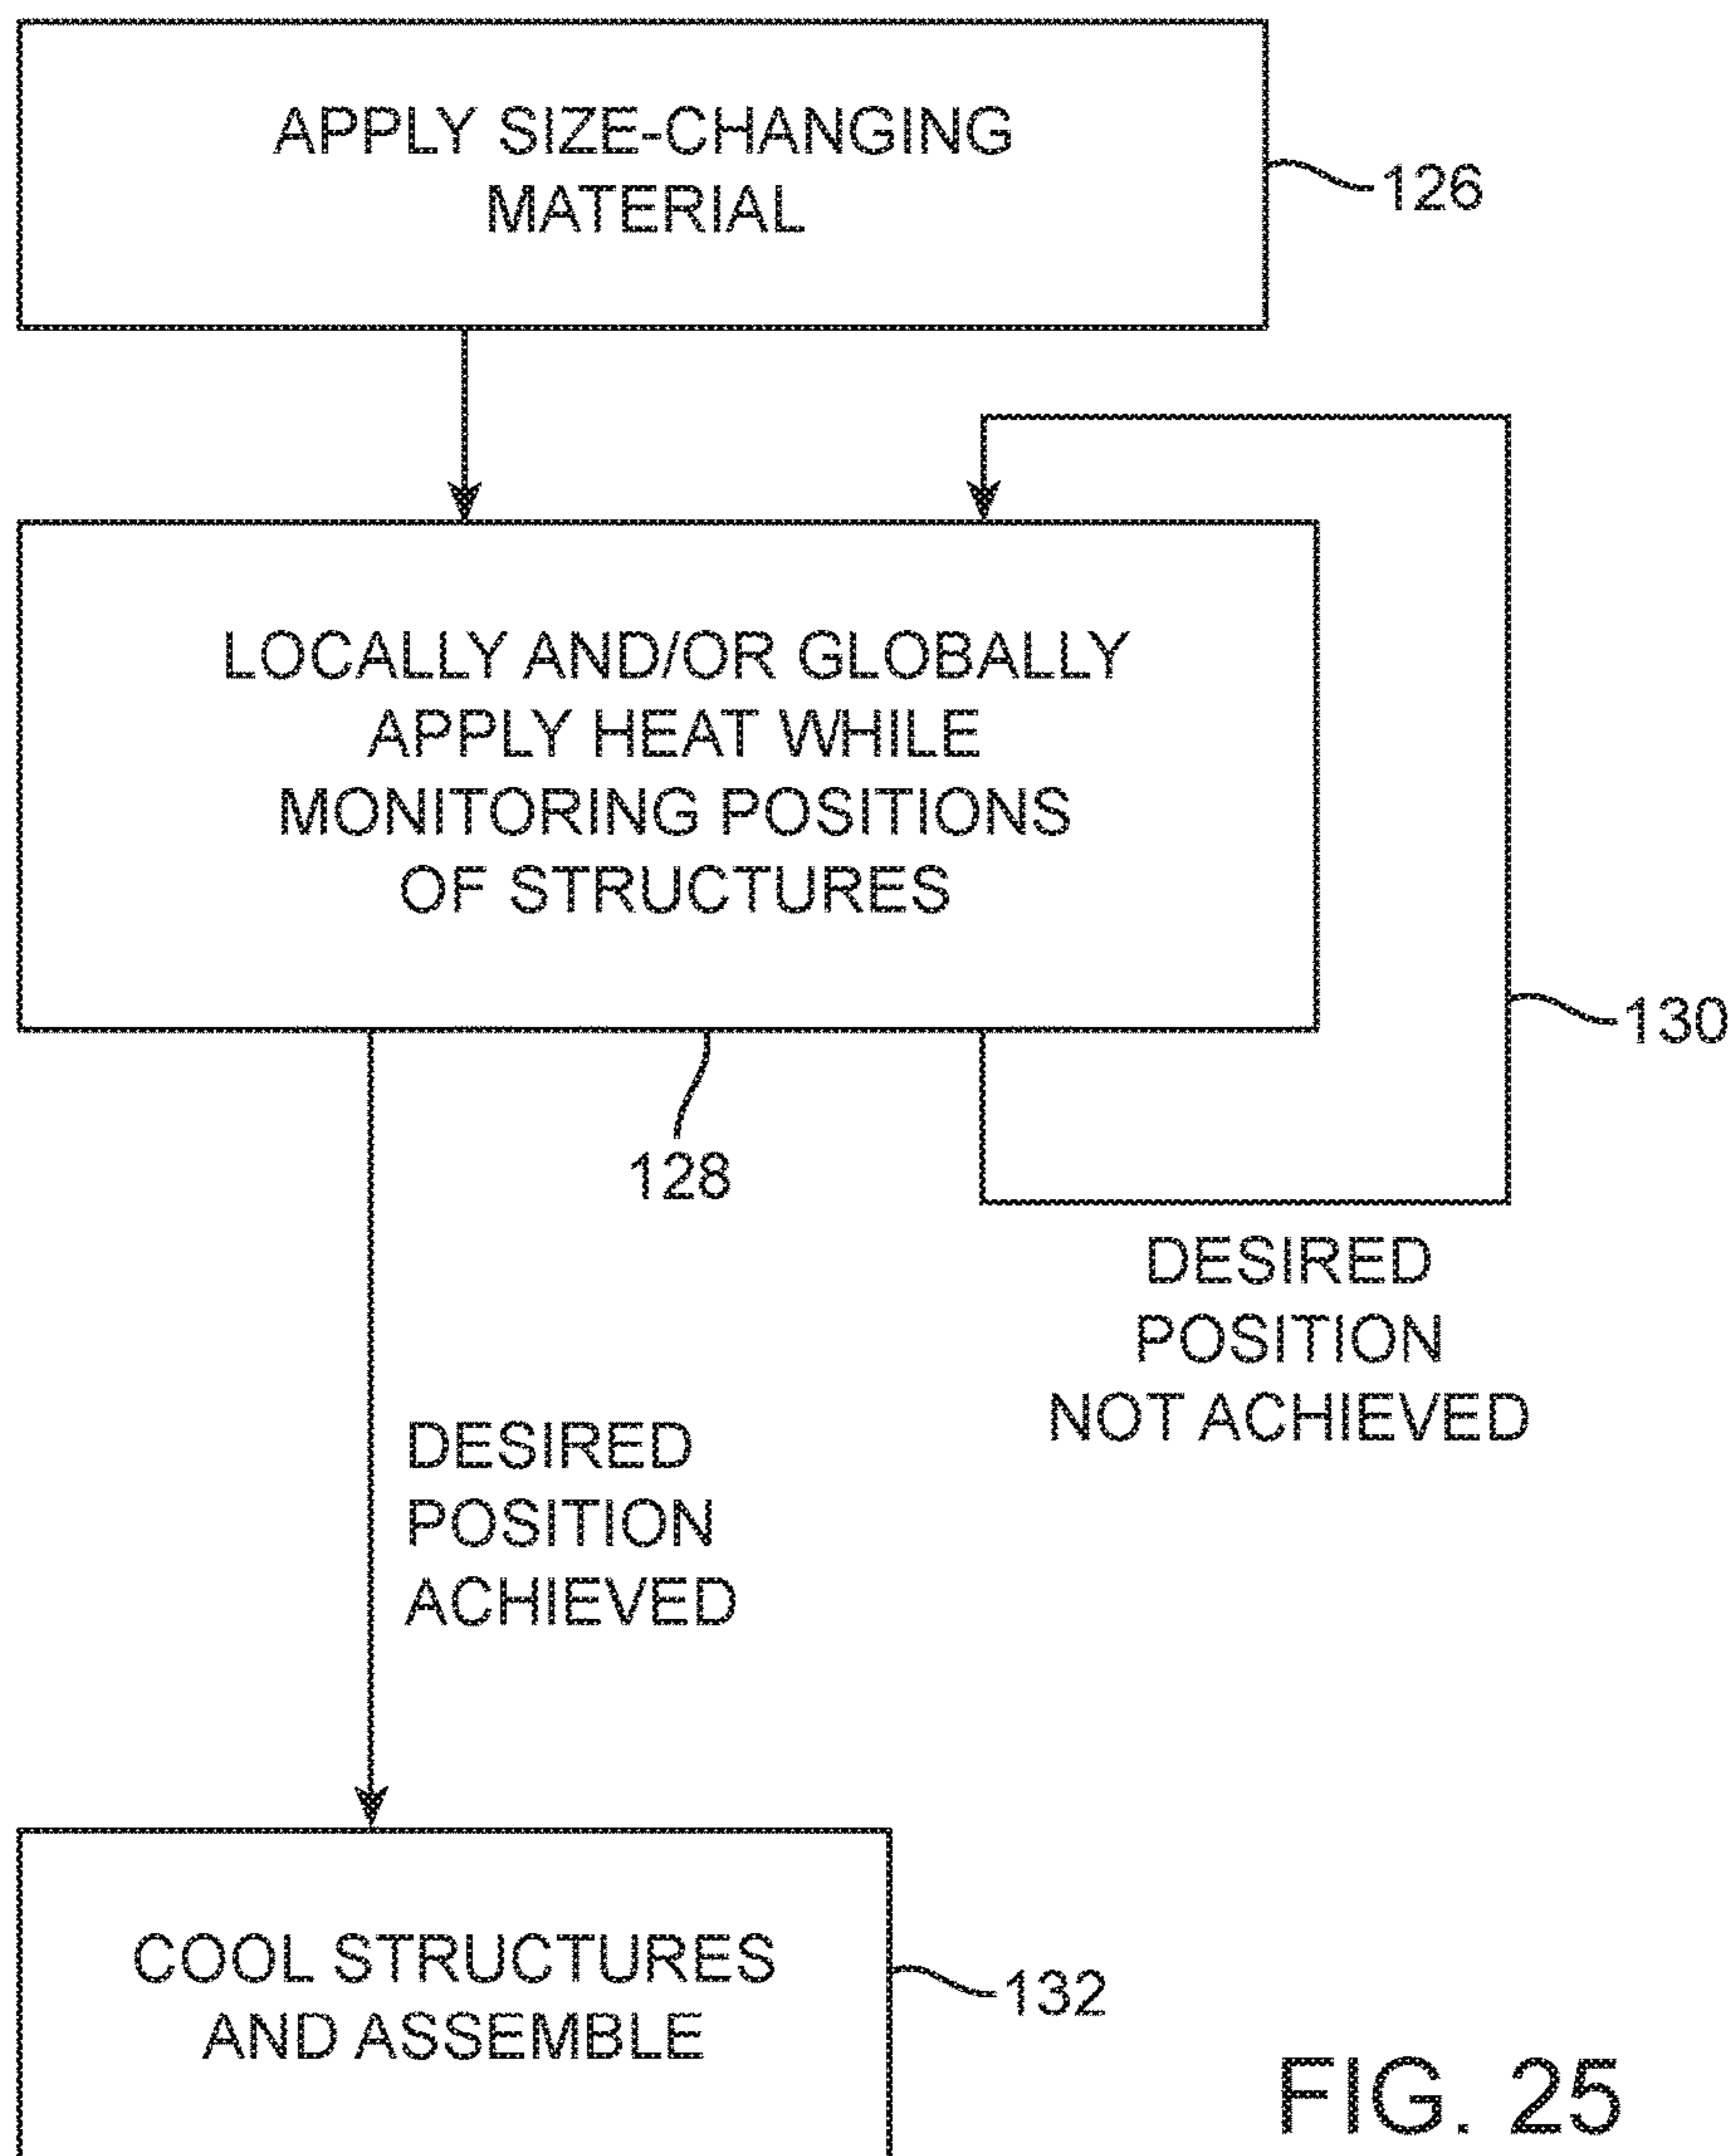 APPLY SIZE-CHANGING
MATERIAL
126
LOCALLY AND/OR GLOBALLY
APPLY HEAT WHILE
MONITORING POSITIONS
OF STRUCTURES
130
128
DESIRED
POSITION
NOT ACHIEVED
DESIRED
POSITION
ACHIEVED
COOL STRUCTURES
AND ASSEMBLE
132
FIG. 25